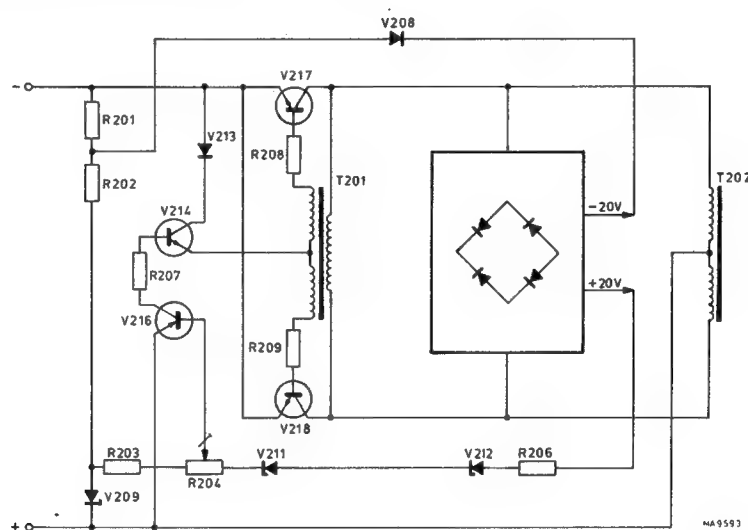 V208
V217
~
R201
V213
R208
T201
T202
R202
V214
-20V
R207
+20V
V216
R209
V218
V211
V212
R206
R203
R204
V209
+
MA9593